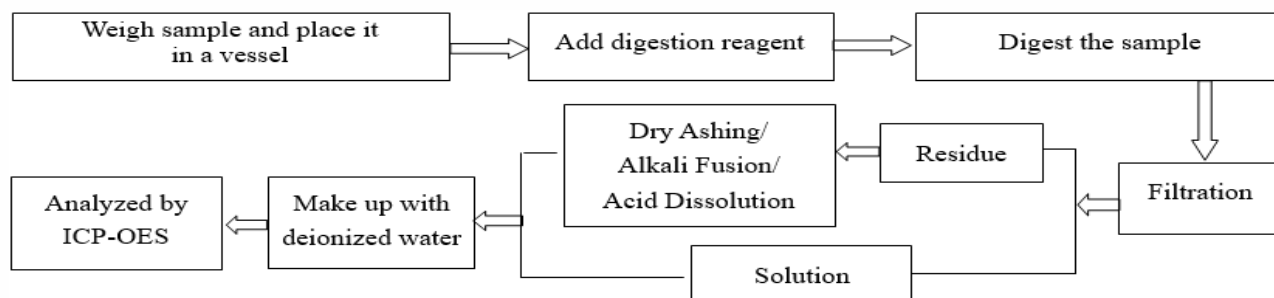 Weigh sample and place it
in a vessel
Add digestion reagent
Digest the sample
Filtration
Residue
Dry Ashing/
Alkali Fusion/
Acid Dissolution
Solution
Make up with
deionized water
Analyzed by
ICP-OES